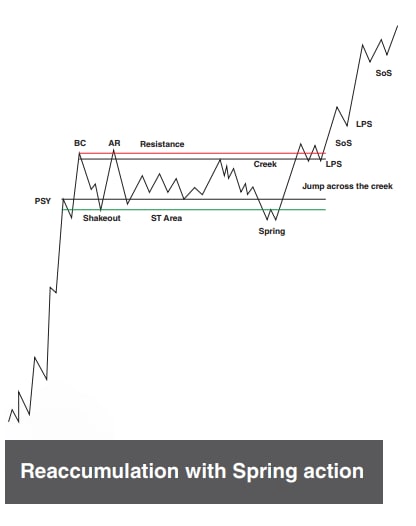 SoS
LPS
BC
AR
Resistance
SoS
Creek
LPS
Jump across the creek
PSY
Shakeout
ST Area
Spring
Reaccumulation with Spring action